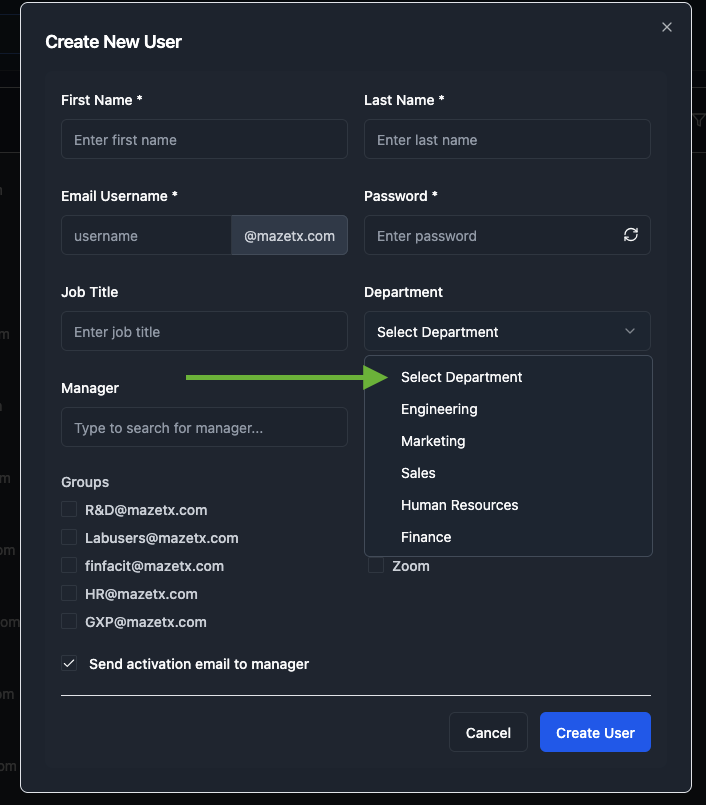 Create New User
First Name *
Last Name *
Enter first name
Enter last name
Email Username *
Password *
username
@mazetx.com
Enter password
Job Title
Department
Enter job title
Select Department
Select Department
Manager
Engineering
Type to search for manager...
Marketing
Sales
Human Resources
Finance
Groups
R&D@mazetx.com
Labusers@mazetx.com
finfacit@mazetx.com
Zoom
HR@mazetx.com
GXP@mazetx.com
Send activation email to manager
Cancel
Create User